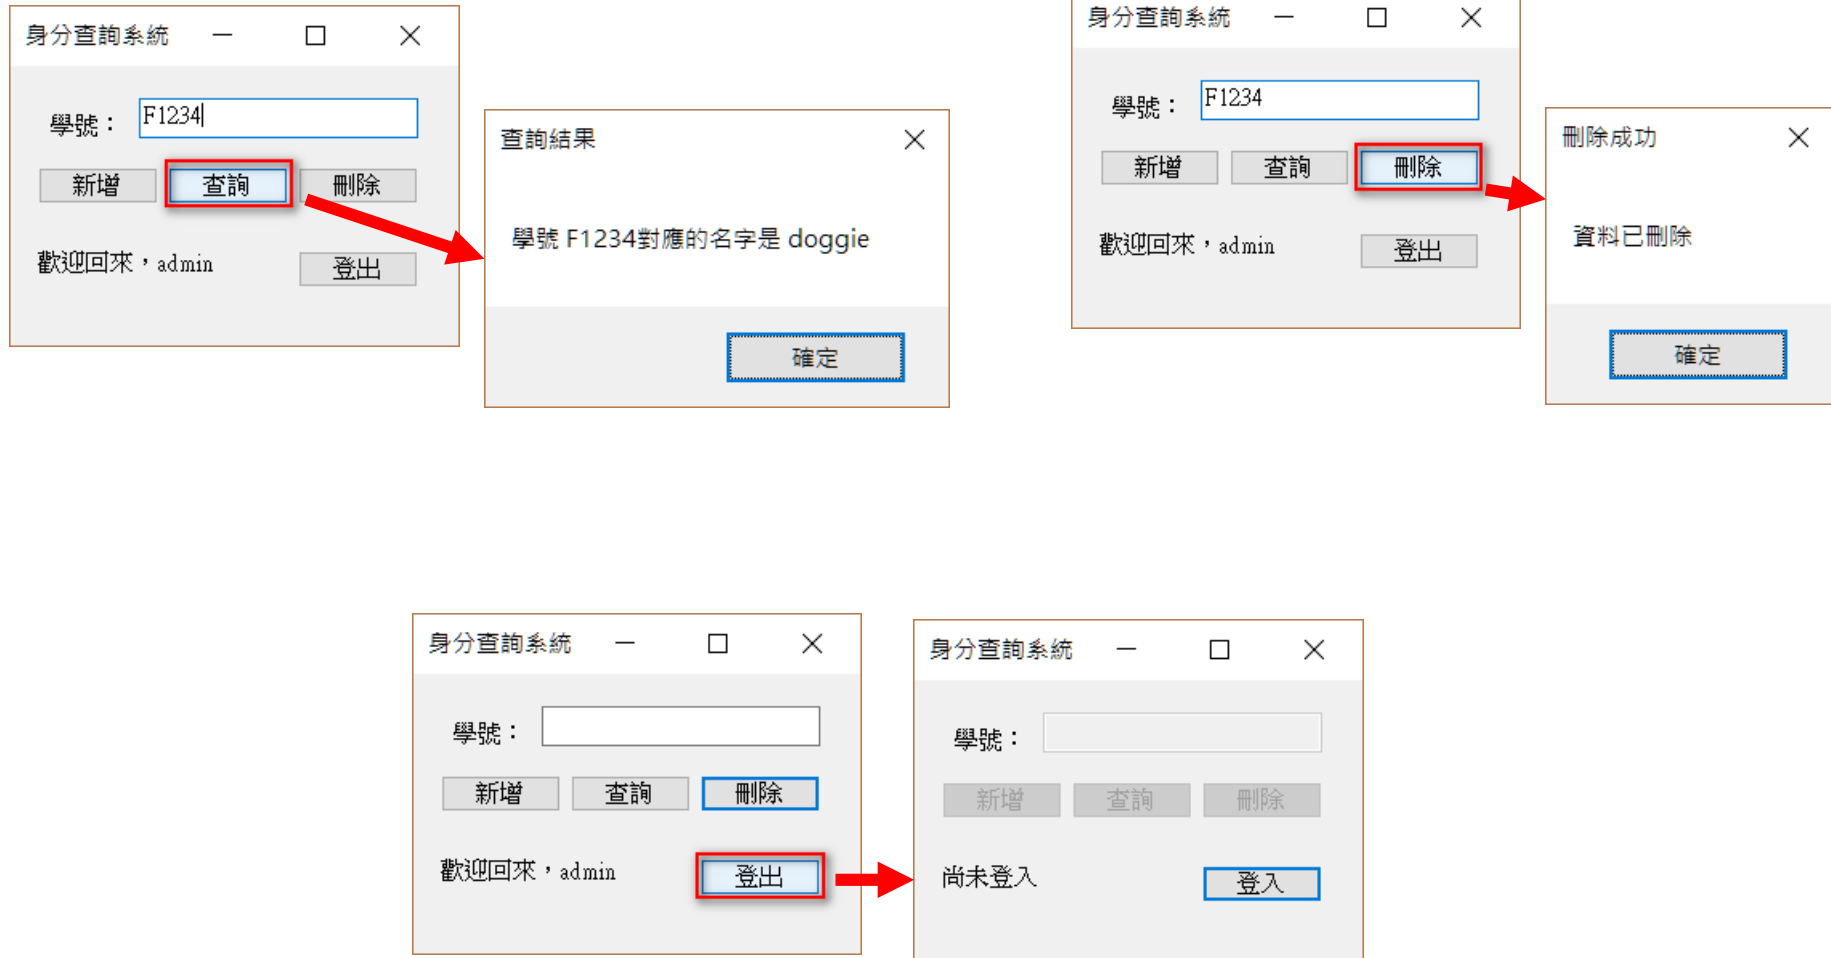 身分查詢系統
學號：
F1234
新增
查詢
刪除
歡迎回來，admin
登出
查詢結果
學號 F1234對應的名字是 doggie
確定
身分查詢系統
學號：
F1234
新增
查詢
刪除
歡迎回來，admin
登出
刪除成功
資料已刪除
確定
身分查詢系統
學號：
新增
查詢
刪除
歡迎回來，admin
登出
身分查詢系統
學號：
新增
查詢
刪除
尚未登入
登入